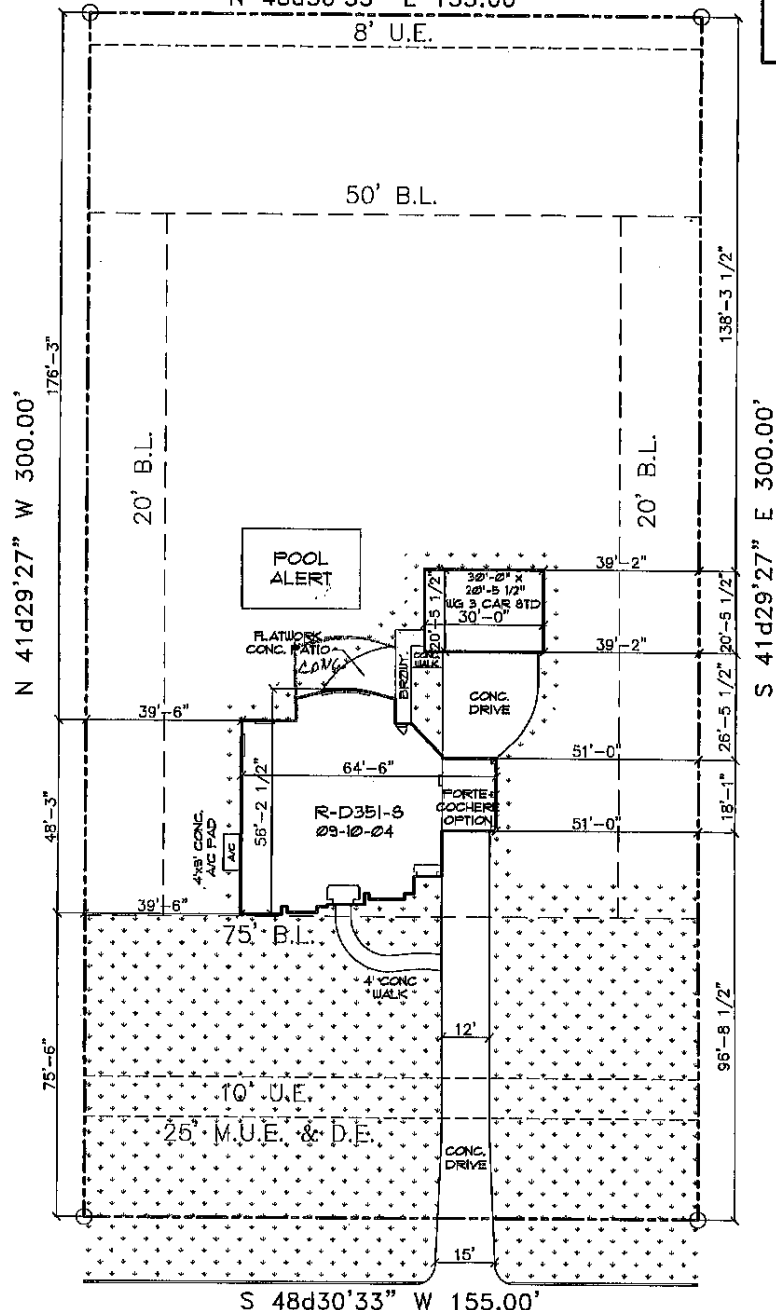 8' U.E.
50' B.L.
138'-3 1/2"
176'-3"
N 41d29'27" W 300.00'
S 41d29'27" E 300.00'
20' B.L.
20' B.L.
POOL
ALERT
39'-2"
30'-0" x
20'-5 1/2"
WG 3 CAR STD
30'-0"
20'-5 1/2"
20'-5 1/2"
FLATWORK
CONC. PATIO
CONC
BRZWY
CONC
WALK
39'-2"
CONC.
DRIVE
26'-5 1/2"
39'-6"
51'-0"
64'-6"
56'-2 1/2"
R-D351-8
09-10-04
PORTE-
COCHERE
OPTION
18'-1"
51'-0"
48'-3"
4'x8' CONC.
A/C PAD
A/C
39'-6"
75' B.L.
4' CONC
WALK
12'
96'-8 1/2"
75'-6"
10' U.E.
25' M.U.E. & D.E.
CONC.
DRIVE
15'
S 48d30'33" W 155.00'